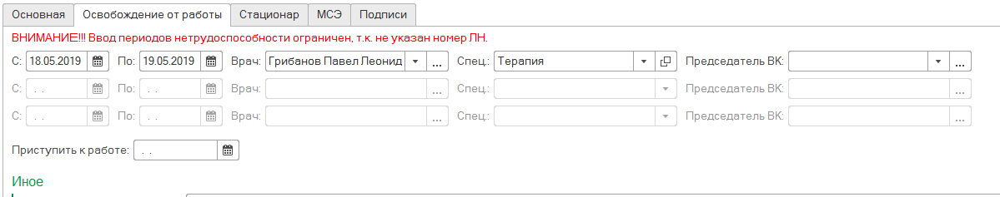 Основная Освобождение от работы Стационар МСЭ Подписи
ВНИМАНИЕ!!! Ввод периодов нетрудоспособности ограничен, т.к. не указан номер ЛН.
С: 18.05.2019 По: 19.05.2019 Врач: Грибанов Павел Леонид ... Спец.: Терапия Председатель ВК: ...
С: . . По: . . Врач: ... Спец.: Председатель ВК: ...
С: . . По: . . Врач: ... Спец.: Председатель ВК: ...
Приступить к работе: . .
Иное